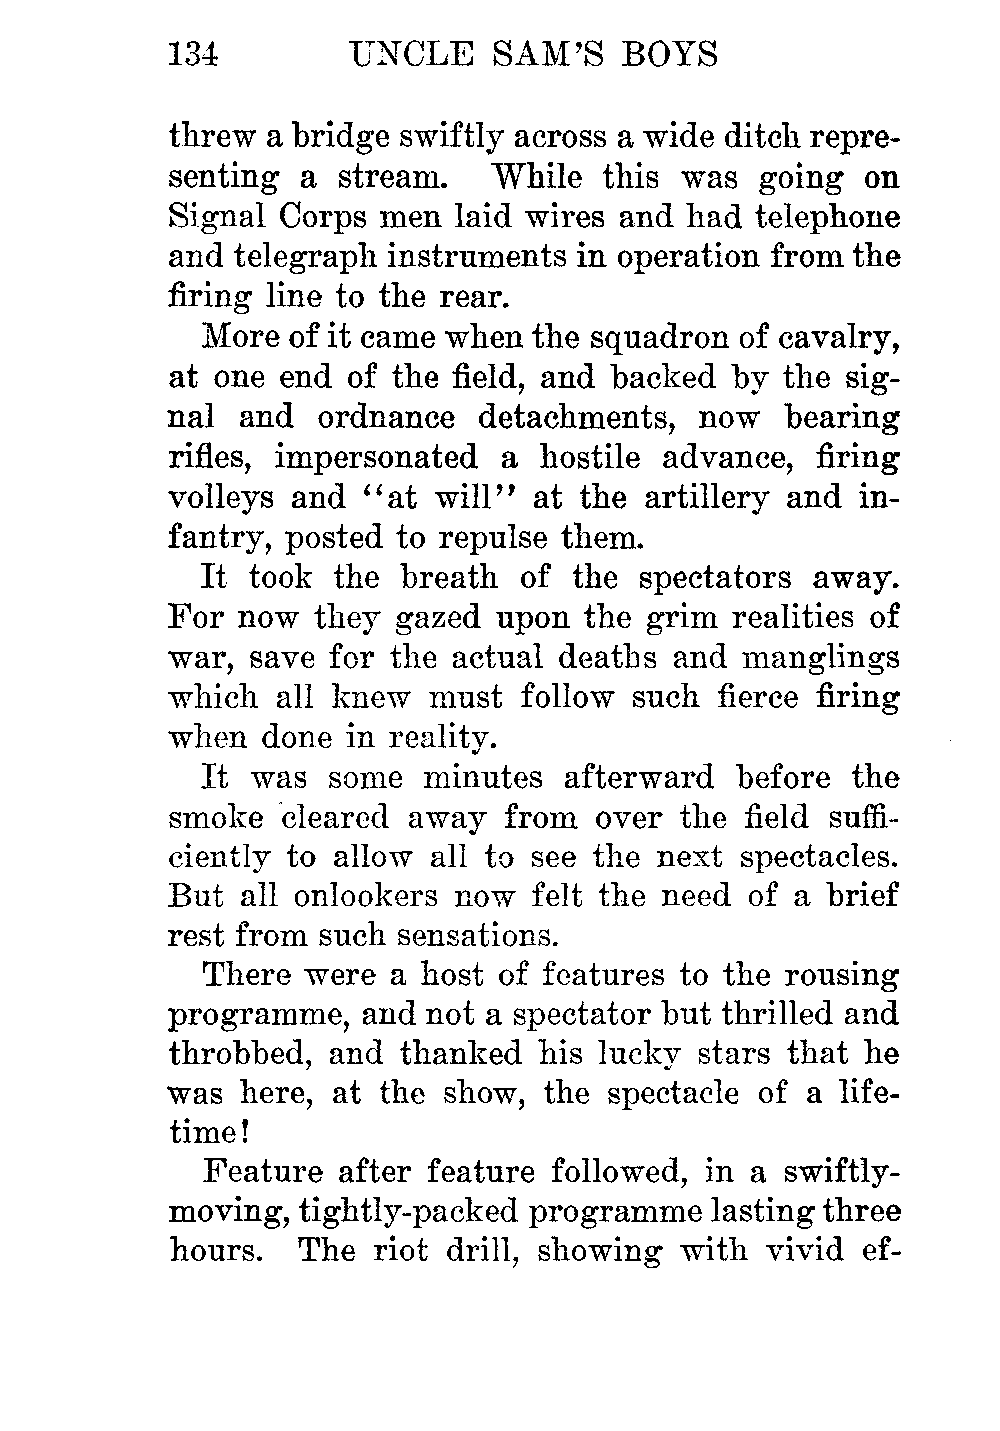 134 UNCLE SAM'S BOYS
threw a bridge swiftly across a wide ditch repre-
senting a stream. While this was going on
Signal Corps men laid wires and had telephone
and telegraph instruments in operation from the
firing line to the rear.
More of it came when the squadron of cavalry,
at one end of the field, and backed by the sig-
nal and ordnance detachments, now bearing
rifles, impersonated a hostile advance, firing
volleys and “at will” at the artillery and in-
fantry, posted to repulse them.
It took the breath of the spectators away.
For now they gazed upon the grim realities of
war, save for the actual deaths and manglings
which all knew must follow such fierce firing
when done in reality.
It was some minutes afterward before the
smoke cleared away from over the field suffi-
ciently to allow all to see the next spectacles.
But all onlookers now felt the need of a brief
rest from such sensations.
There were a host of features to the rousing
programme, and not a spectator but thrilled and
throbbed, and thanked his lucky stars that he
was here, at the show, the spectacle of a life-
time!
Feature after feature followed, in a swiftly-
moving, tightly-packed programme lasting three
hours. The riot drill, showing with vivid ef-